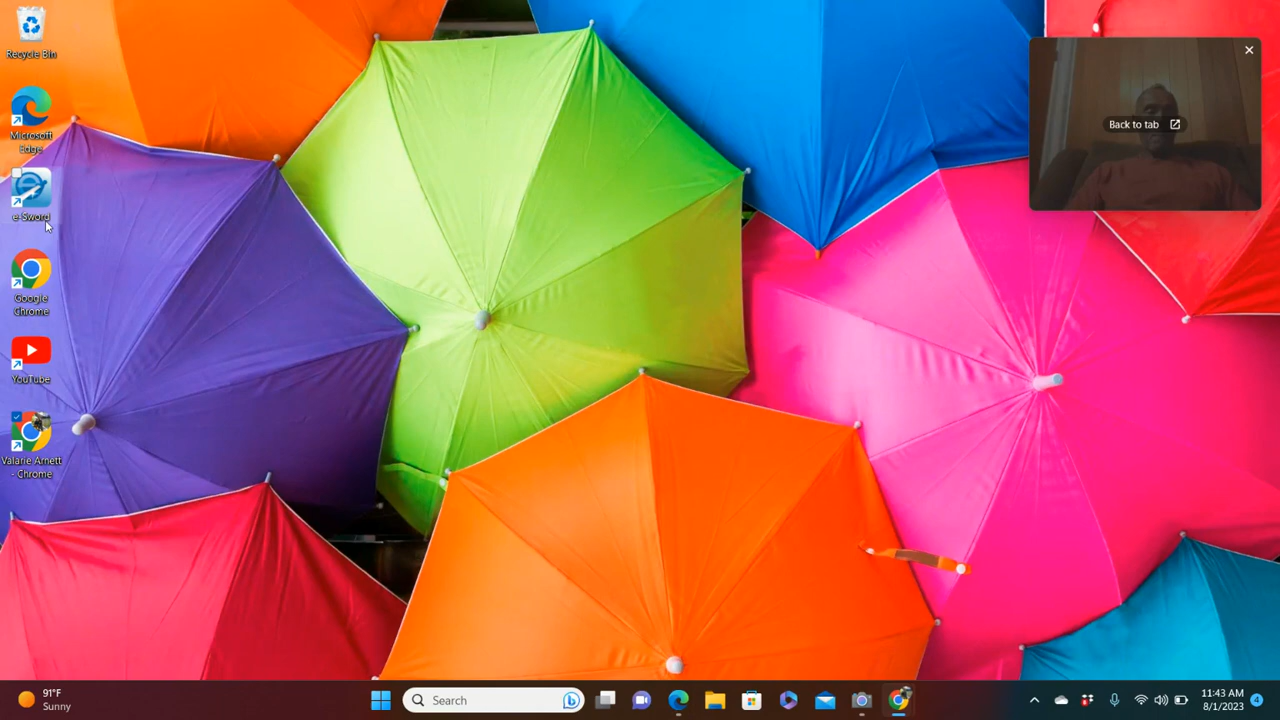 Recycle Bin
Microsoft
Edge
e-Sword
Google
Chrome
YouTube
Valarie Arnett
- Chrome
Back to tab
91°F
Sunny
Search
11:43 AM
8/1/2023
4